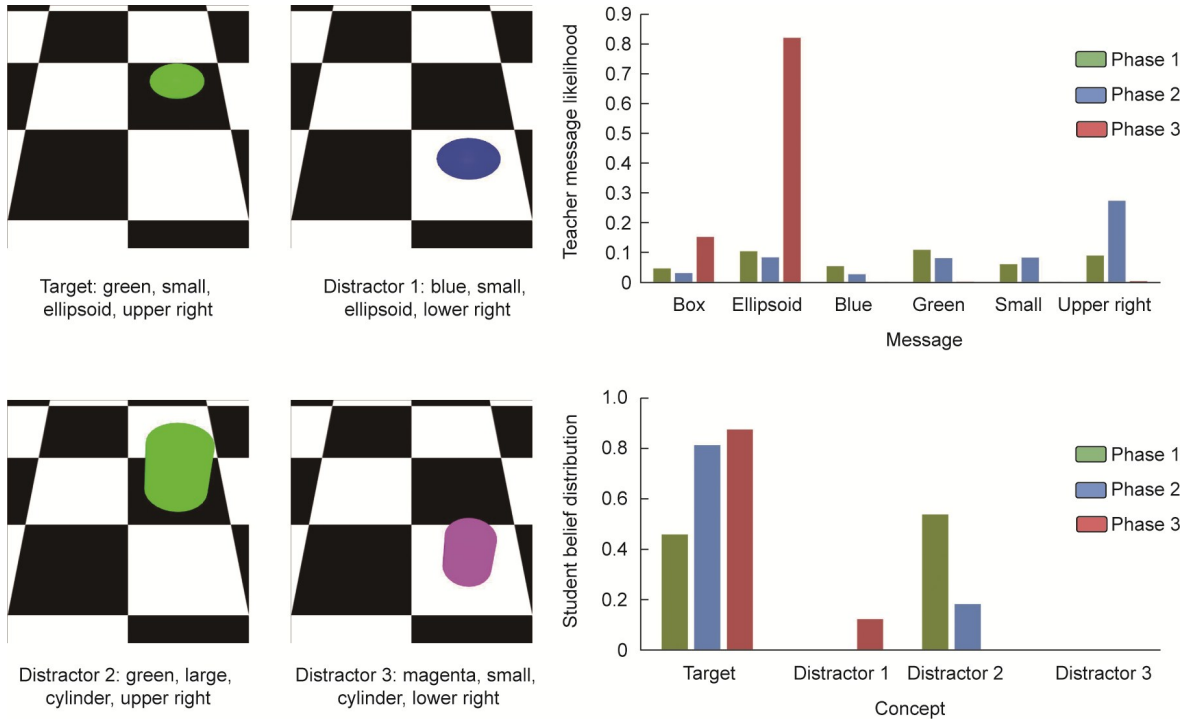 Target: green, small,
ellipsoid, upper right
Distractor 1: blue, small,
ellipsoid, lower right
Teacher message likelihood
0.9
0.8
0.7
0.6
0.5
0.4
0.3
0.2
0.1
0
Phase 1
Phase 2
Phase 3
Box
Ellipsoid
Blue
Green
Small
Upper right
Message
Distractor 2: green, large,
cylinder, upper right
Distractor 3: magenta, small,
cylinder, lower right
Student belief distribution
1.0
0.8
0.6
0.4
0.2
0
Phase 1
Phase 2
Phase 3
Target
Distractor 1
Distractor 2
Distractor 3
Concept